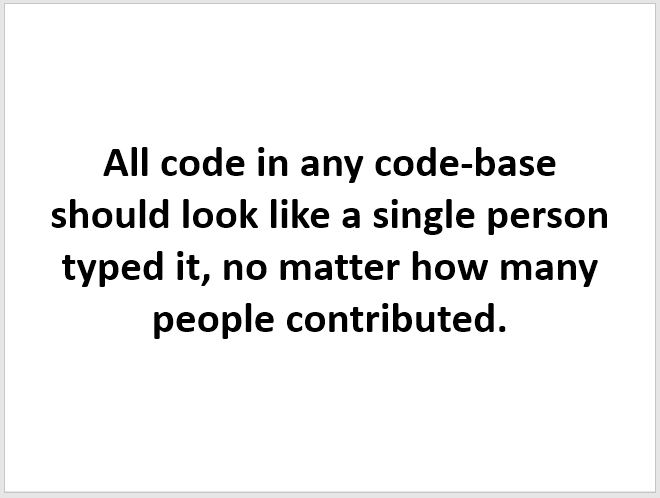 All code in any code-base
should look like a single person
typed it, no matter how many
people contributed.